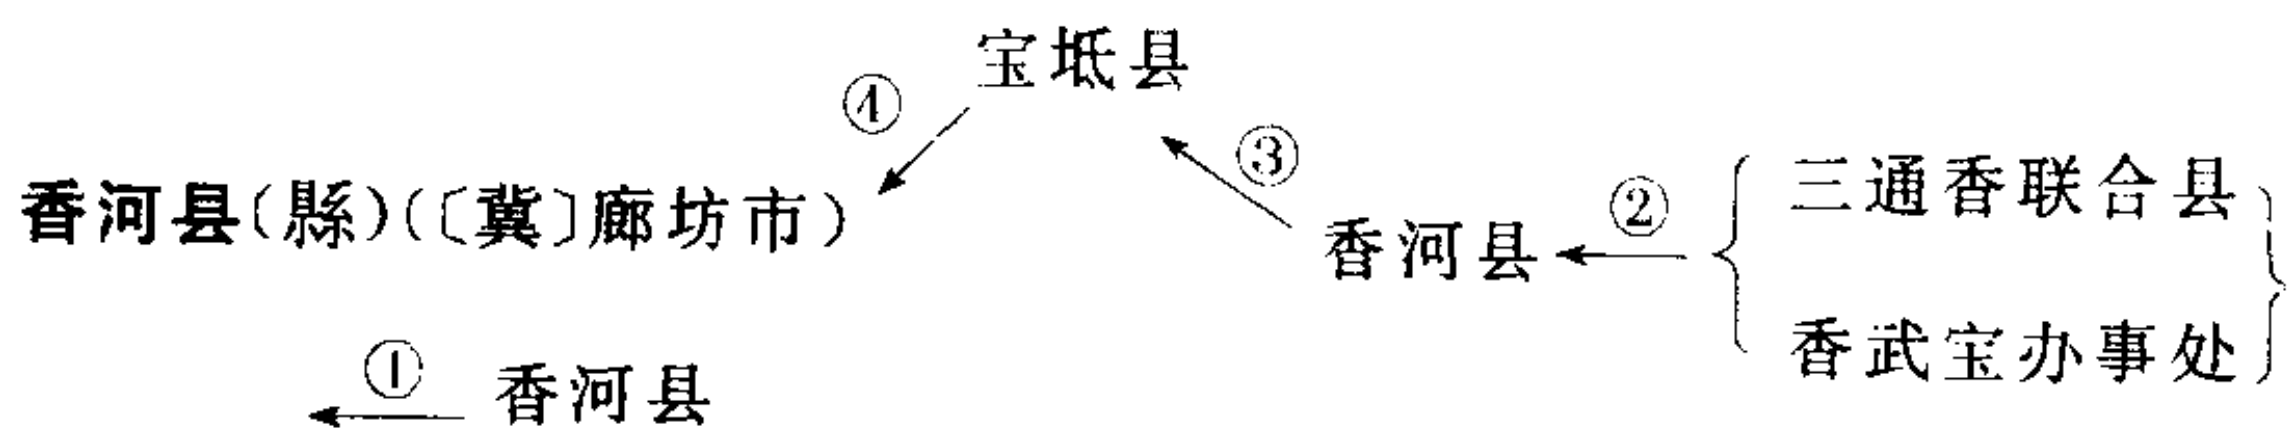 宝坻县
④
③
香河县(縣)(〔冀〕廊坊市)
②
三通香联合县
香河县
香武宝办事处
①
香河县